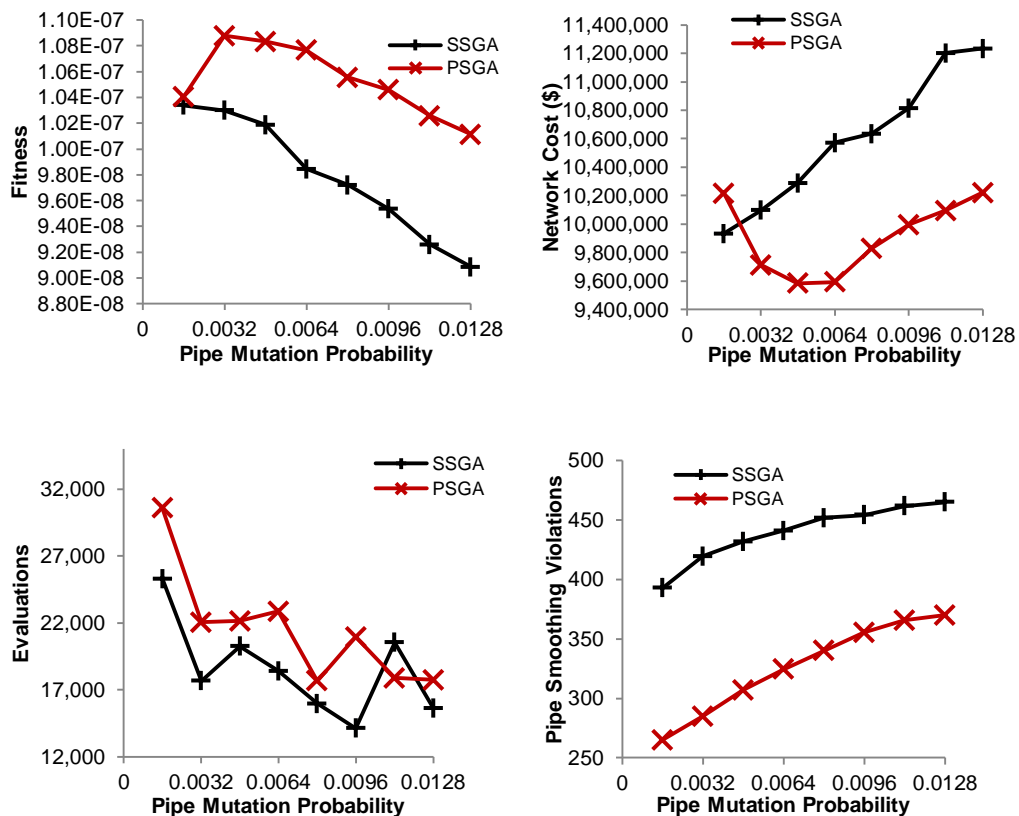 Fitness
1.10E-07
1.08E-07
1.06E-07
1.04E-07
1.02E-07
1.00E-07
9.80E-08
9.60E-08
9.40E-08
9.20E-08
9.00E-08
8.80E-08
SSGA
PSGA
0 0.0032 0.0064 0.0096 0.0128
Pipe Mutation Probability
Network Cost ($)
11,400,000
11,200,000
11,000,000
10,800,000
10,600,000
10,400,000
10,200,000
10,000,000
9,800,000
9,600,000
9,400,000
SSGA
PSGA
0 0.0032 0.0064 0.0096 0.0128
Pipe Mutation Probability
Evaluations
32,000
27,000
22,000
17,000
12,000
SSGA
PSGA
0 0.0032 0.0064 0.0096 0.0128
Pipe Mutation Probability
Pipe Smoothing Violations
500
450
400
350
300
250
SSGA
PSGA
0 0.0032 0.0064 0.0096 0.0128
Pipe Mutation Probability